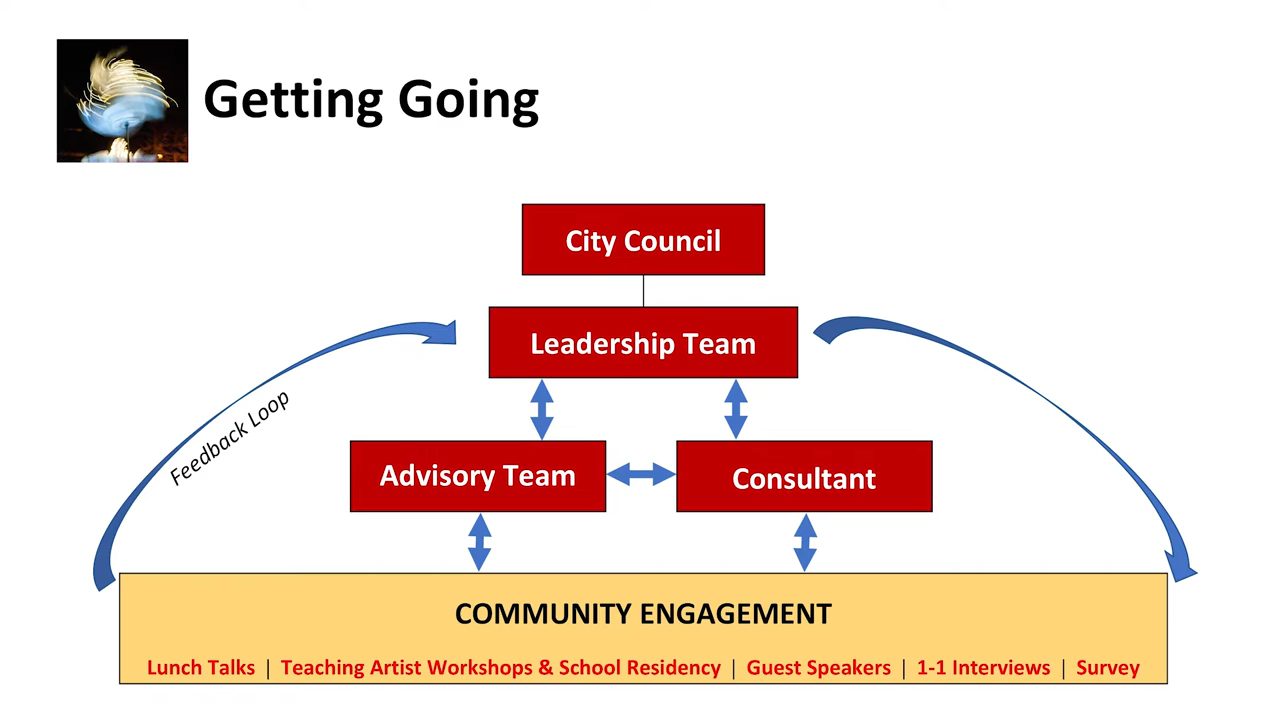 Getting Going
City Council
Leadership Team
Feedback Loop
Advisory Team
Consultant
COMMUNITY ENGAGEMENT
Lunch Talks | Teaching Artist Workshops & School Residency | Guest Speakers | 1-1 Interviews | Survey